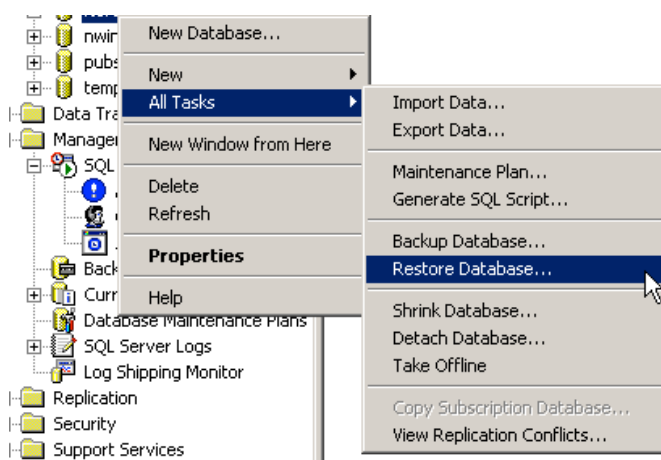 nwin
pubs
temp
Data Tra
Manager
SQL
Back
Curr
Database Maintenance Plans
SQL Server Logs
Log Shipping Monitor
Replication
Security
Support Services
New Database...
New
All Tasks
New Window from Here
Delete
Refresh
Properties
Help
Import Data...
Export Data...
Maintenance Plan...
Generate SQL Script...
Backup Database...
Restore Database...
Shrink Database...
Detach Database...
Take Offline
Copy Subscription Database...
View Replication Conflicts...